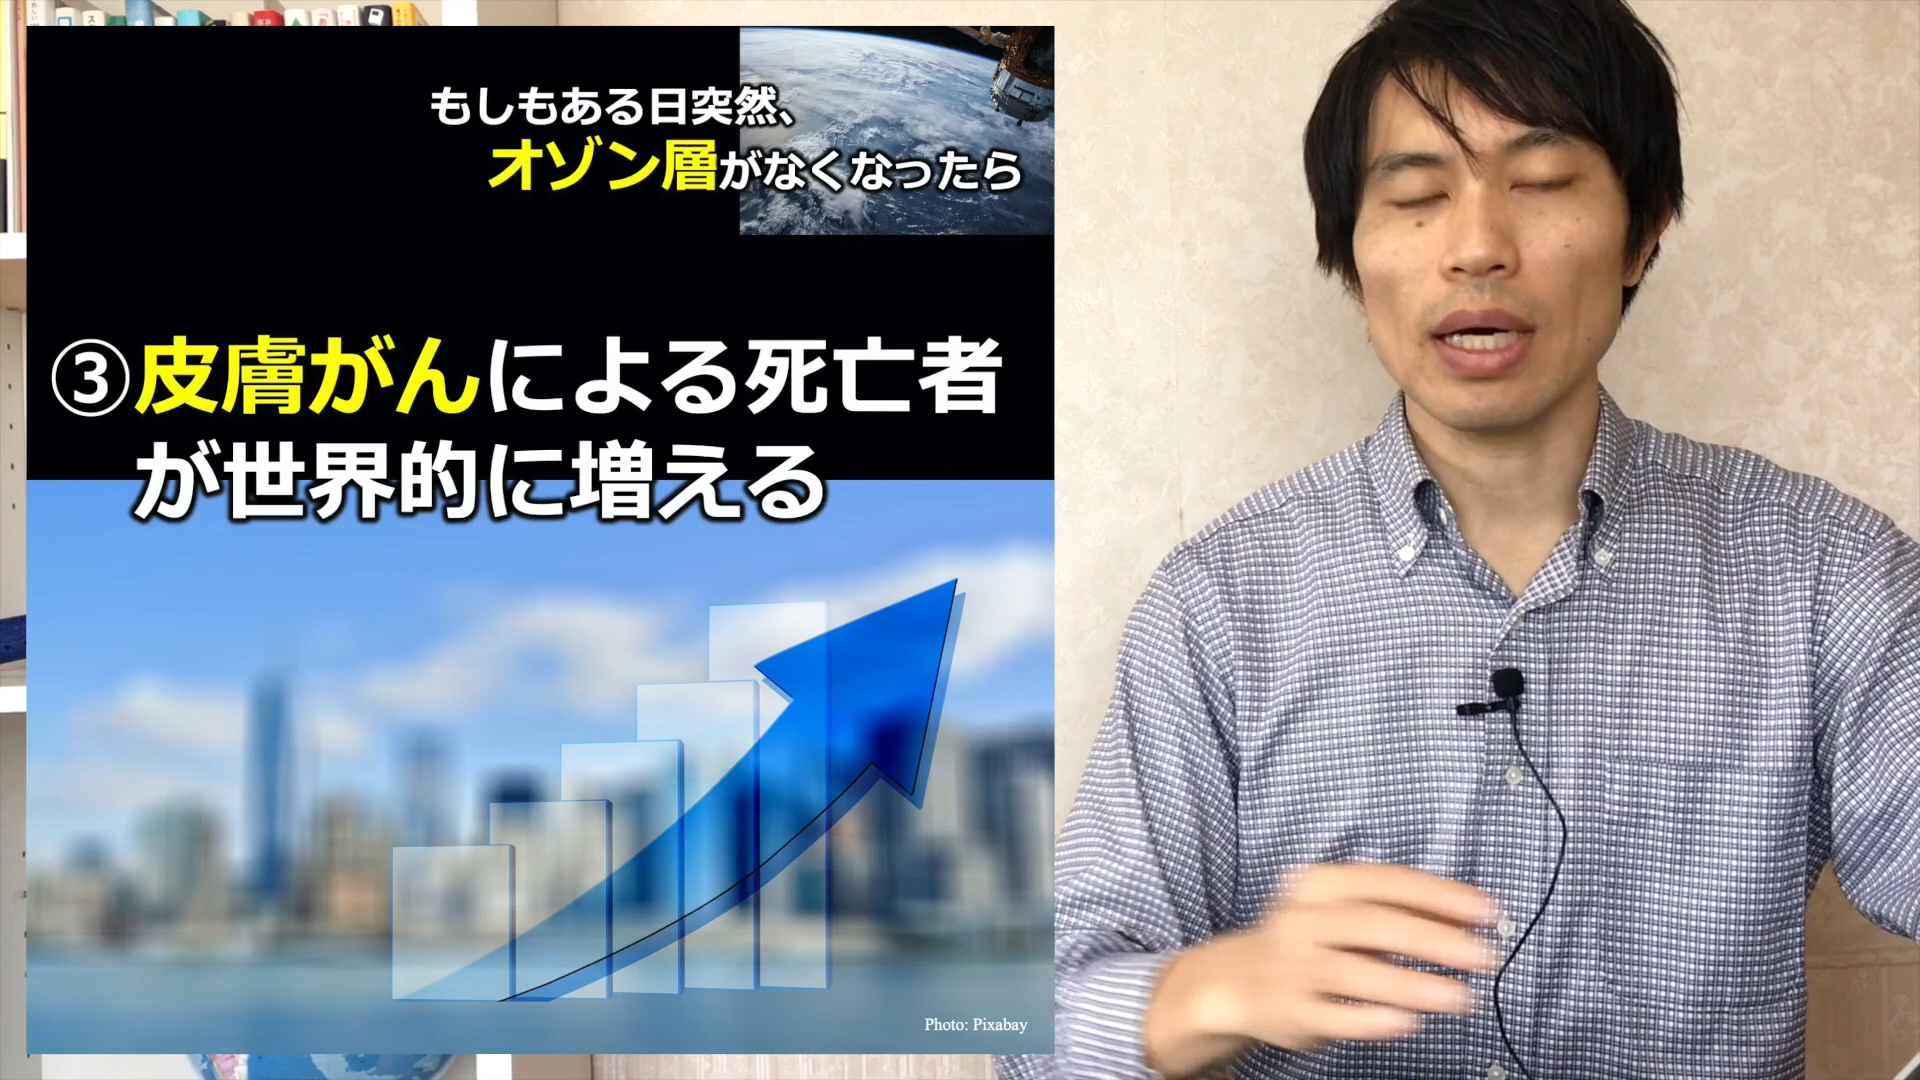 もしもある日突然、
オゾン層がなくなったら
③皮膚がんによる死亡者
が世界的に増える
Photo: Pixabay